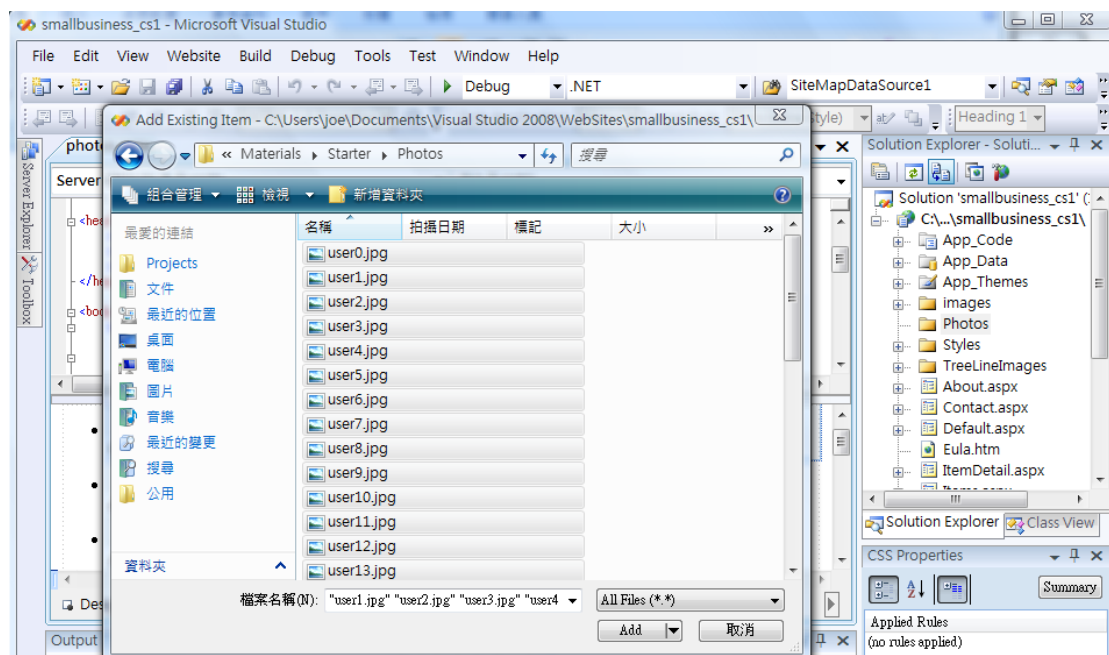 smallbusiness_cs1 - Microsoft Visual Studio
File Edit View Website Build Debug Tools Test Window Help
Debug .NET SiteMapDataSource1
Add Existing Item - C:\Users\joe\Documents\Visual Studio 2008\WebSites\smallbusiness_cs1\
Style) Heading 1
« Materials Starter Photos 搜尋
組合管理 檢視 新增資料夾
最愛的連結
Projects
文件
最近的位置
桌面
電腦
圖片
音樂
最近的變更
搜尋
公用
資料夾
名稱 拍攝日期 標記 大小 »
user0.jpg
user1.jpg
user2.jpg
user3.jpg
user4.jpg
user5.jpg
user6.jpg
user7.jpg
user8.jpg
user9.jpg
user10.jpg
user11.jpg
user12.jpg
user13.jpg
檔案名稱(N): "user1.jpg" "user2.jpg" "user3.jpg" "user4 All Files (*.*)
Add 取消
Server Explorer
Toolbox
phot
Server
<hea
</he
<bod
Des
Output
Solution Explorer - Soluti...
Solution 'smallbusiness_cs1' (
C:\...\smallbusiness_cs1\
App_Code
App_Data
App_Themes
images
Photos
Styles
TreeLineImages
About.aspx
Contact.aspx
Default.aspx
Eula.htm
ItemDetail.aspx
Solution Explorer Class View
CSS Properties
Summary
Applied Rules
(no rules applied)